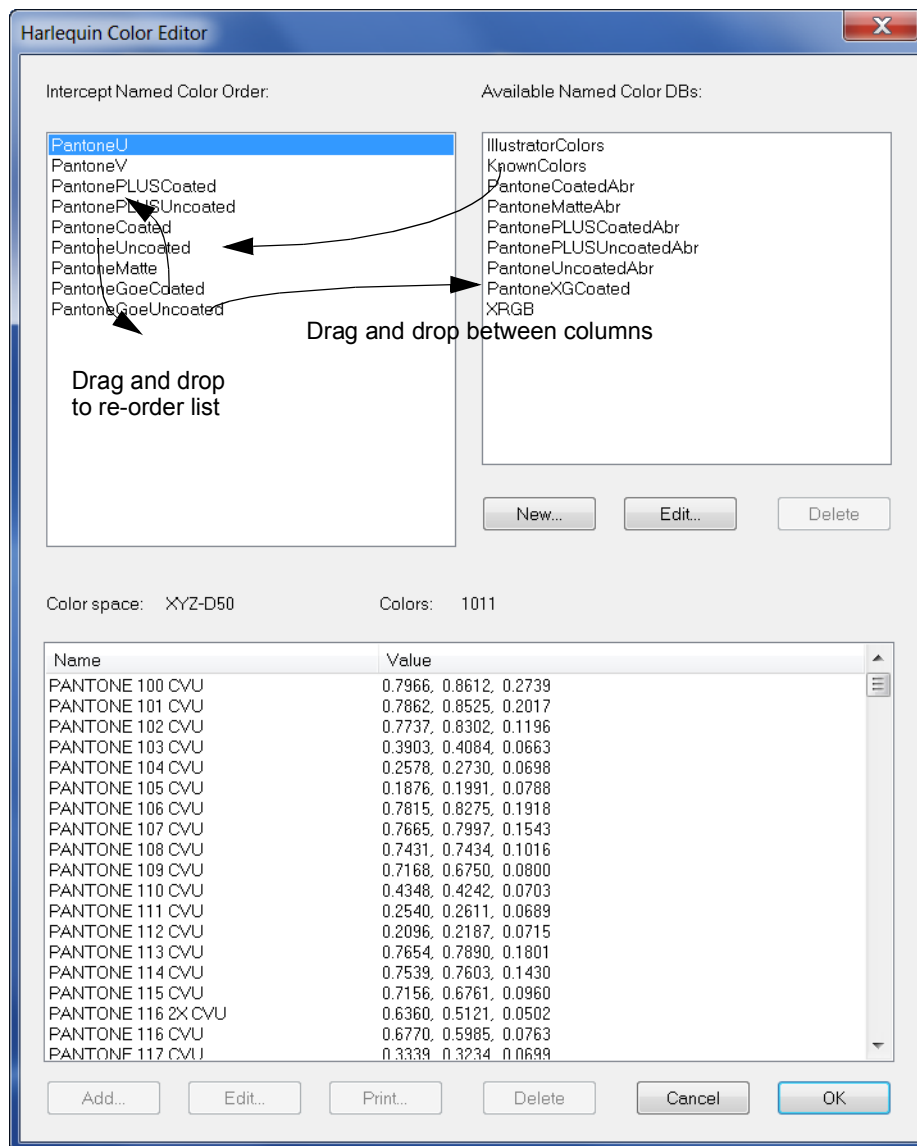 Harlequin Color Editor
Intercept Named Color Order:
PantoneU
PantoneV
PantonePLUSCoated
PantonePLUSUncoated
PantoneCoated
PantoneUncoated
PantoneMatte
PantoneGoeCoated
PantoneGoeUncoated
Drag and drop
to re-order list
Available Named Color DBs:
IllustratorColors
KnownColors
PantoneCoatedAbr
PantoneMatteAbr
PantonePLUSCoatedAbr
PantonePLUSUncoatedAbr
PantoneUncoatedAbr
PantoneXGCoated
XRGB
Drag and drop between columns
New... Edit... Delete
Color space: XYZ-D50 Colors: 1011
Name Value
PANTONE 100 CVU 0.7966, 0.8612, 0.2739
PANTONE 101 CVU 0.7862, 0.8525, 0.2017
PANTONE 102 CVU 0.7737, 0.8302, 0.1196
PANTONE 103 CVU 0.3903, 0.4084, 0.0663
PANTONE 104 CVU 0.2578, 0.2730, 0.0698
PANTONE 105 CVU 0.1876, 0.1991, 0.0788
PANTONE 106 CVU 0.7815, 0.8275, 0.1918
PANTONE 107 CVU 0.7665, 0.7997, 0.1543
PANTONE 108 CVU 0.7431, 0.7434, 0.1016
PANTONE 109 CVU 0.7168, 0.6750, 0.0800
PANTONE 110 CVU 0.4348, 0.4242, 0.0703
PANTONE 111 CVU 0.2540, 0.2611, 0.0689
PANTONE 112 CVU 0.2096, 0.2187, 0.0715
PANTONE 113 CVU 0.7654, 0.7890, 0.1801
PANTONE 114 CVU 0.7539, 0.7603, 0.1430
PANTONE 115 CVU 0.7156, 0.6761, 0.0960
PANTONE 116 2X CVU 0.6360, 0.5121, 0.0502
PANTONE 116 CVU 0.6770, 0.5985, 0.0763
PANTONE 117 CVU 0.3339, 0.3234, 0.0699
Add... Edit... Print... Delete Cancel OK